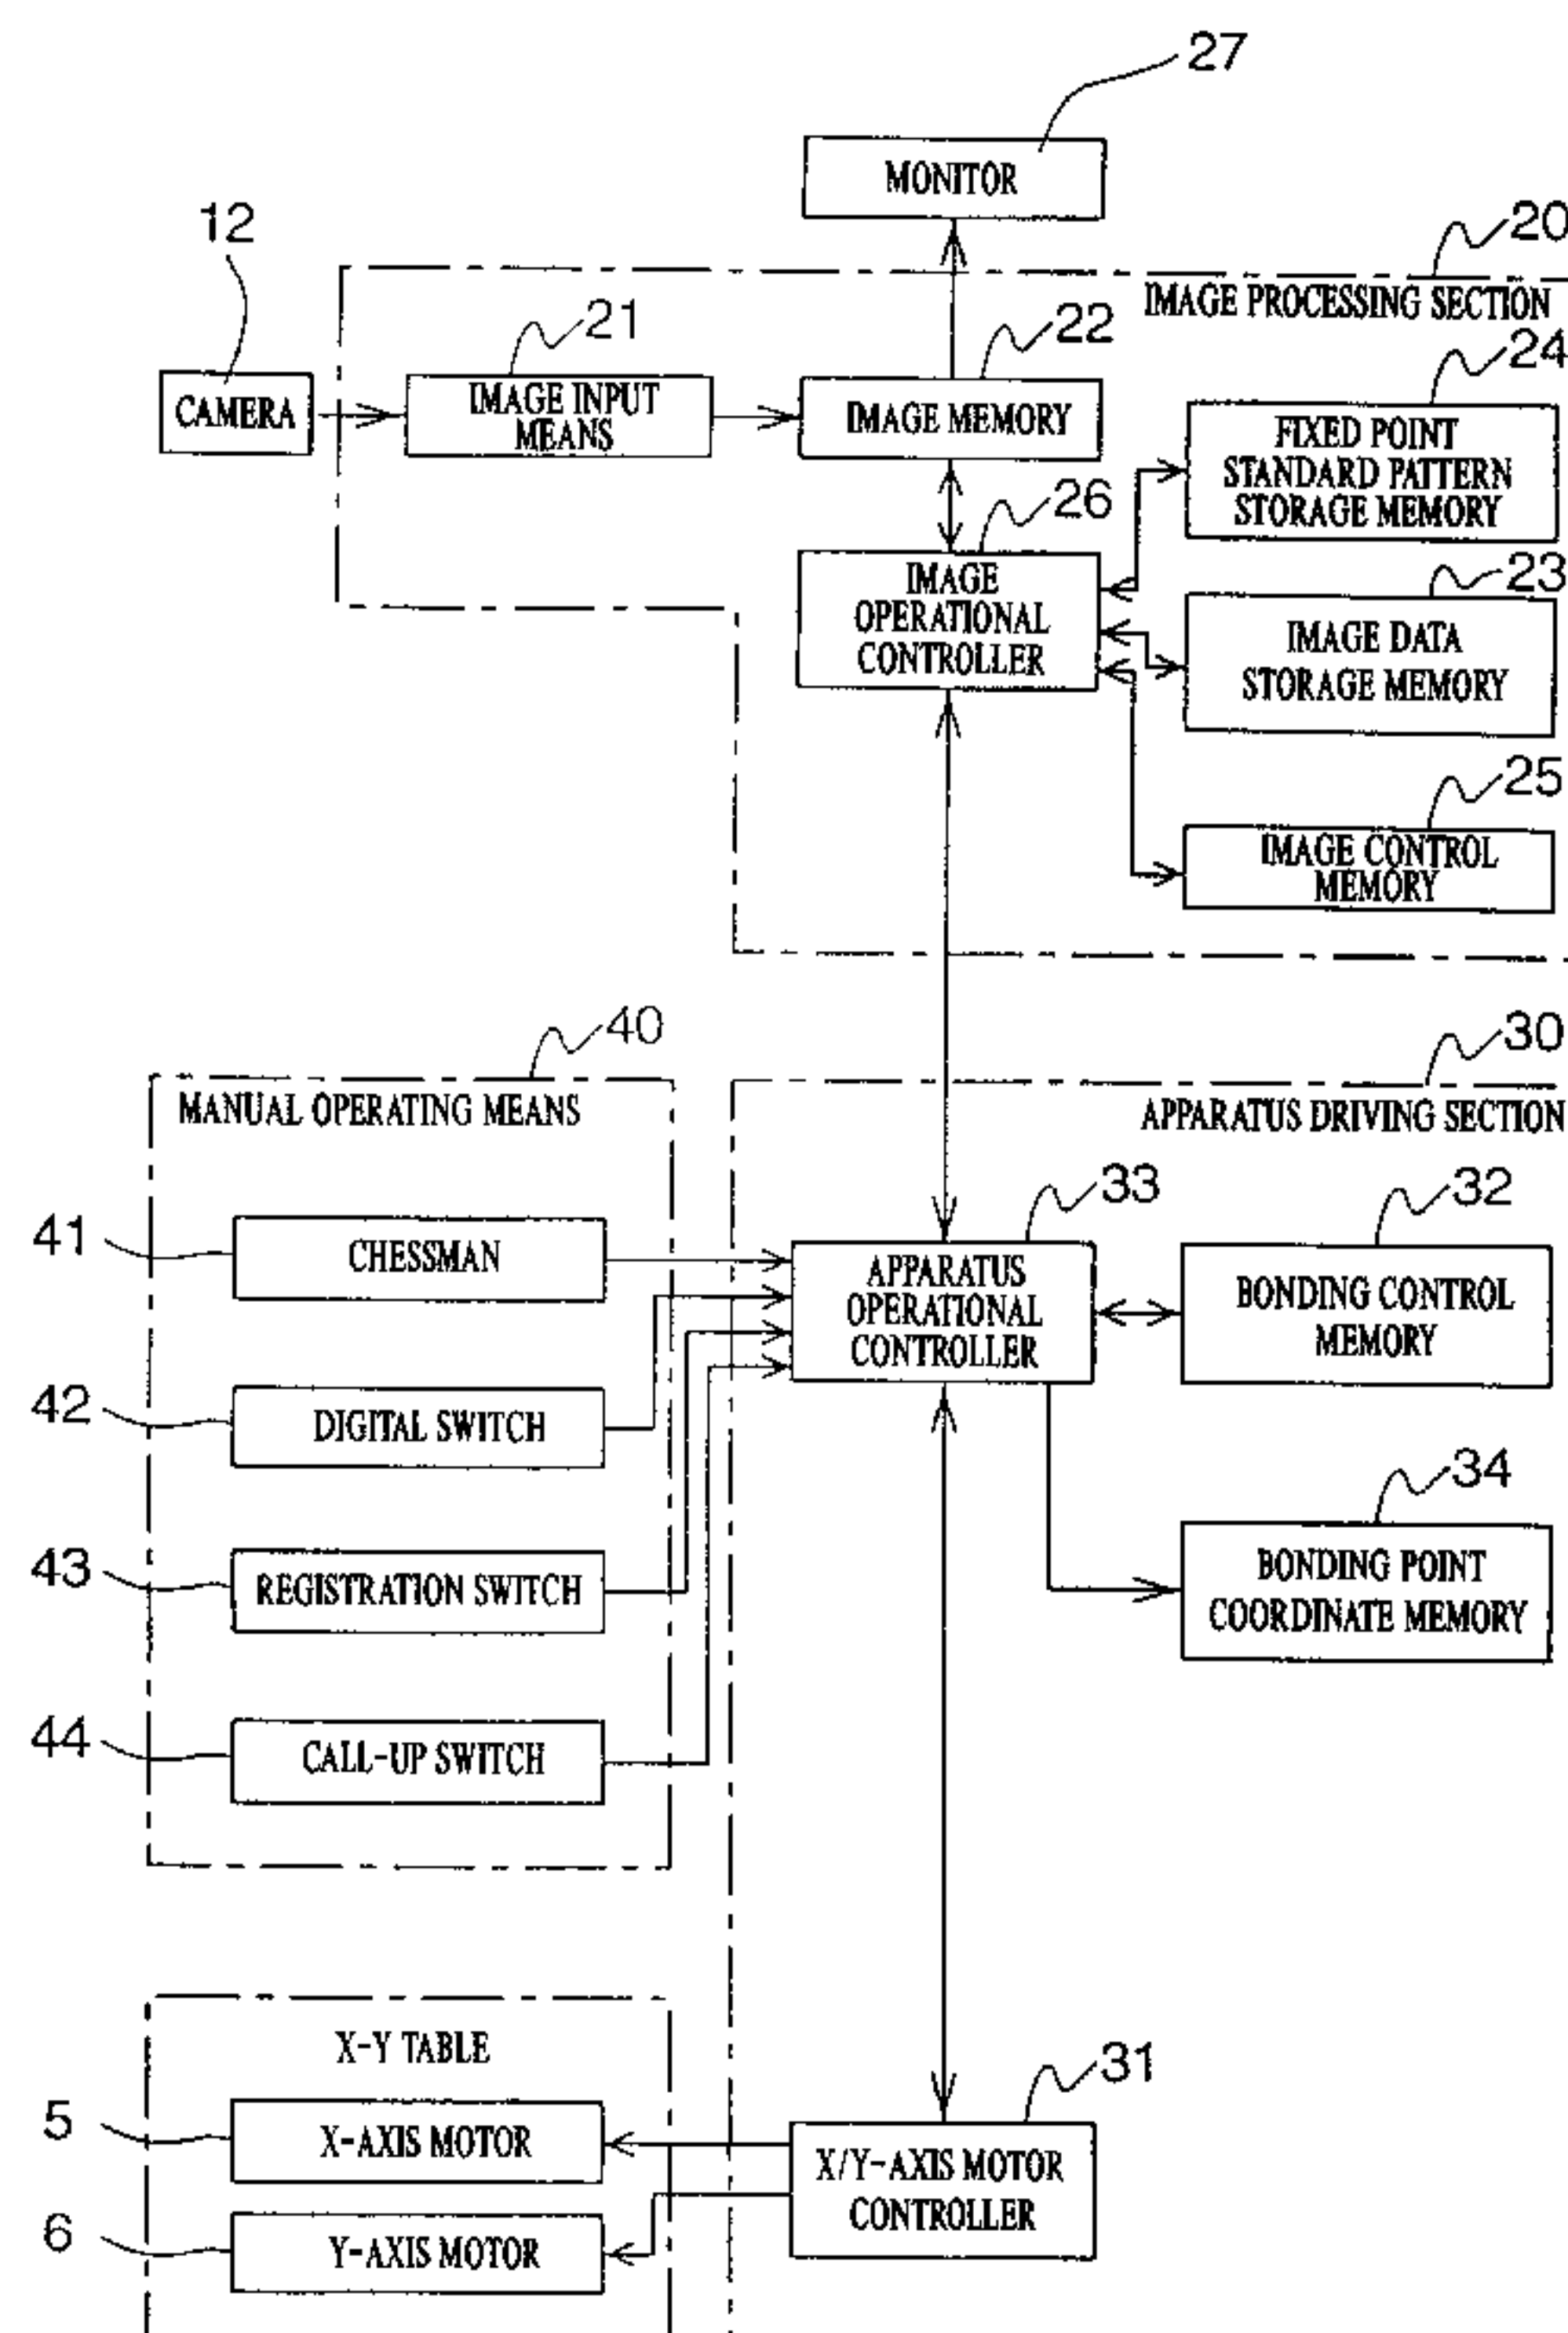 27
MONITOR
12
20
IMAGE PROCESSING SECTION
21
22
24
CAMERA
IMAGE INPUT
MEANS
IMAGE MEMORY
FIXED POINT
STANDARD PATTERN
STORAGE MEMORY
26
IMAGE
OPERATIONAL
CONTROLLER
23
IMAGE DATA
STORAGE MEMORY
25
IMAGE CONTROL
MEMORY
40
MANUAL OPERATING MEANS
30
APPARATUS DRIVING SECTION
41
CHESSMAN
33
APPARATUS
OPERATIONAL
CONTROLLER
32
BONDING CONTROL
MEMORY
42
DIGITAL SWITCH
34
BONDING POINT
COORDINATE MEMORY
43
REGISTRATION SWITCH
44
CALL-UP SWITCH
X-Y TABLE
31
5
X-AXIS MOTOR
X/Y-AXIS MOTOR
CONTROLLER
6
Y-AXIS MOTOR